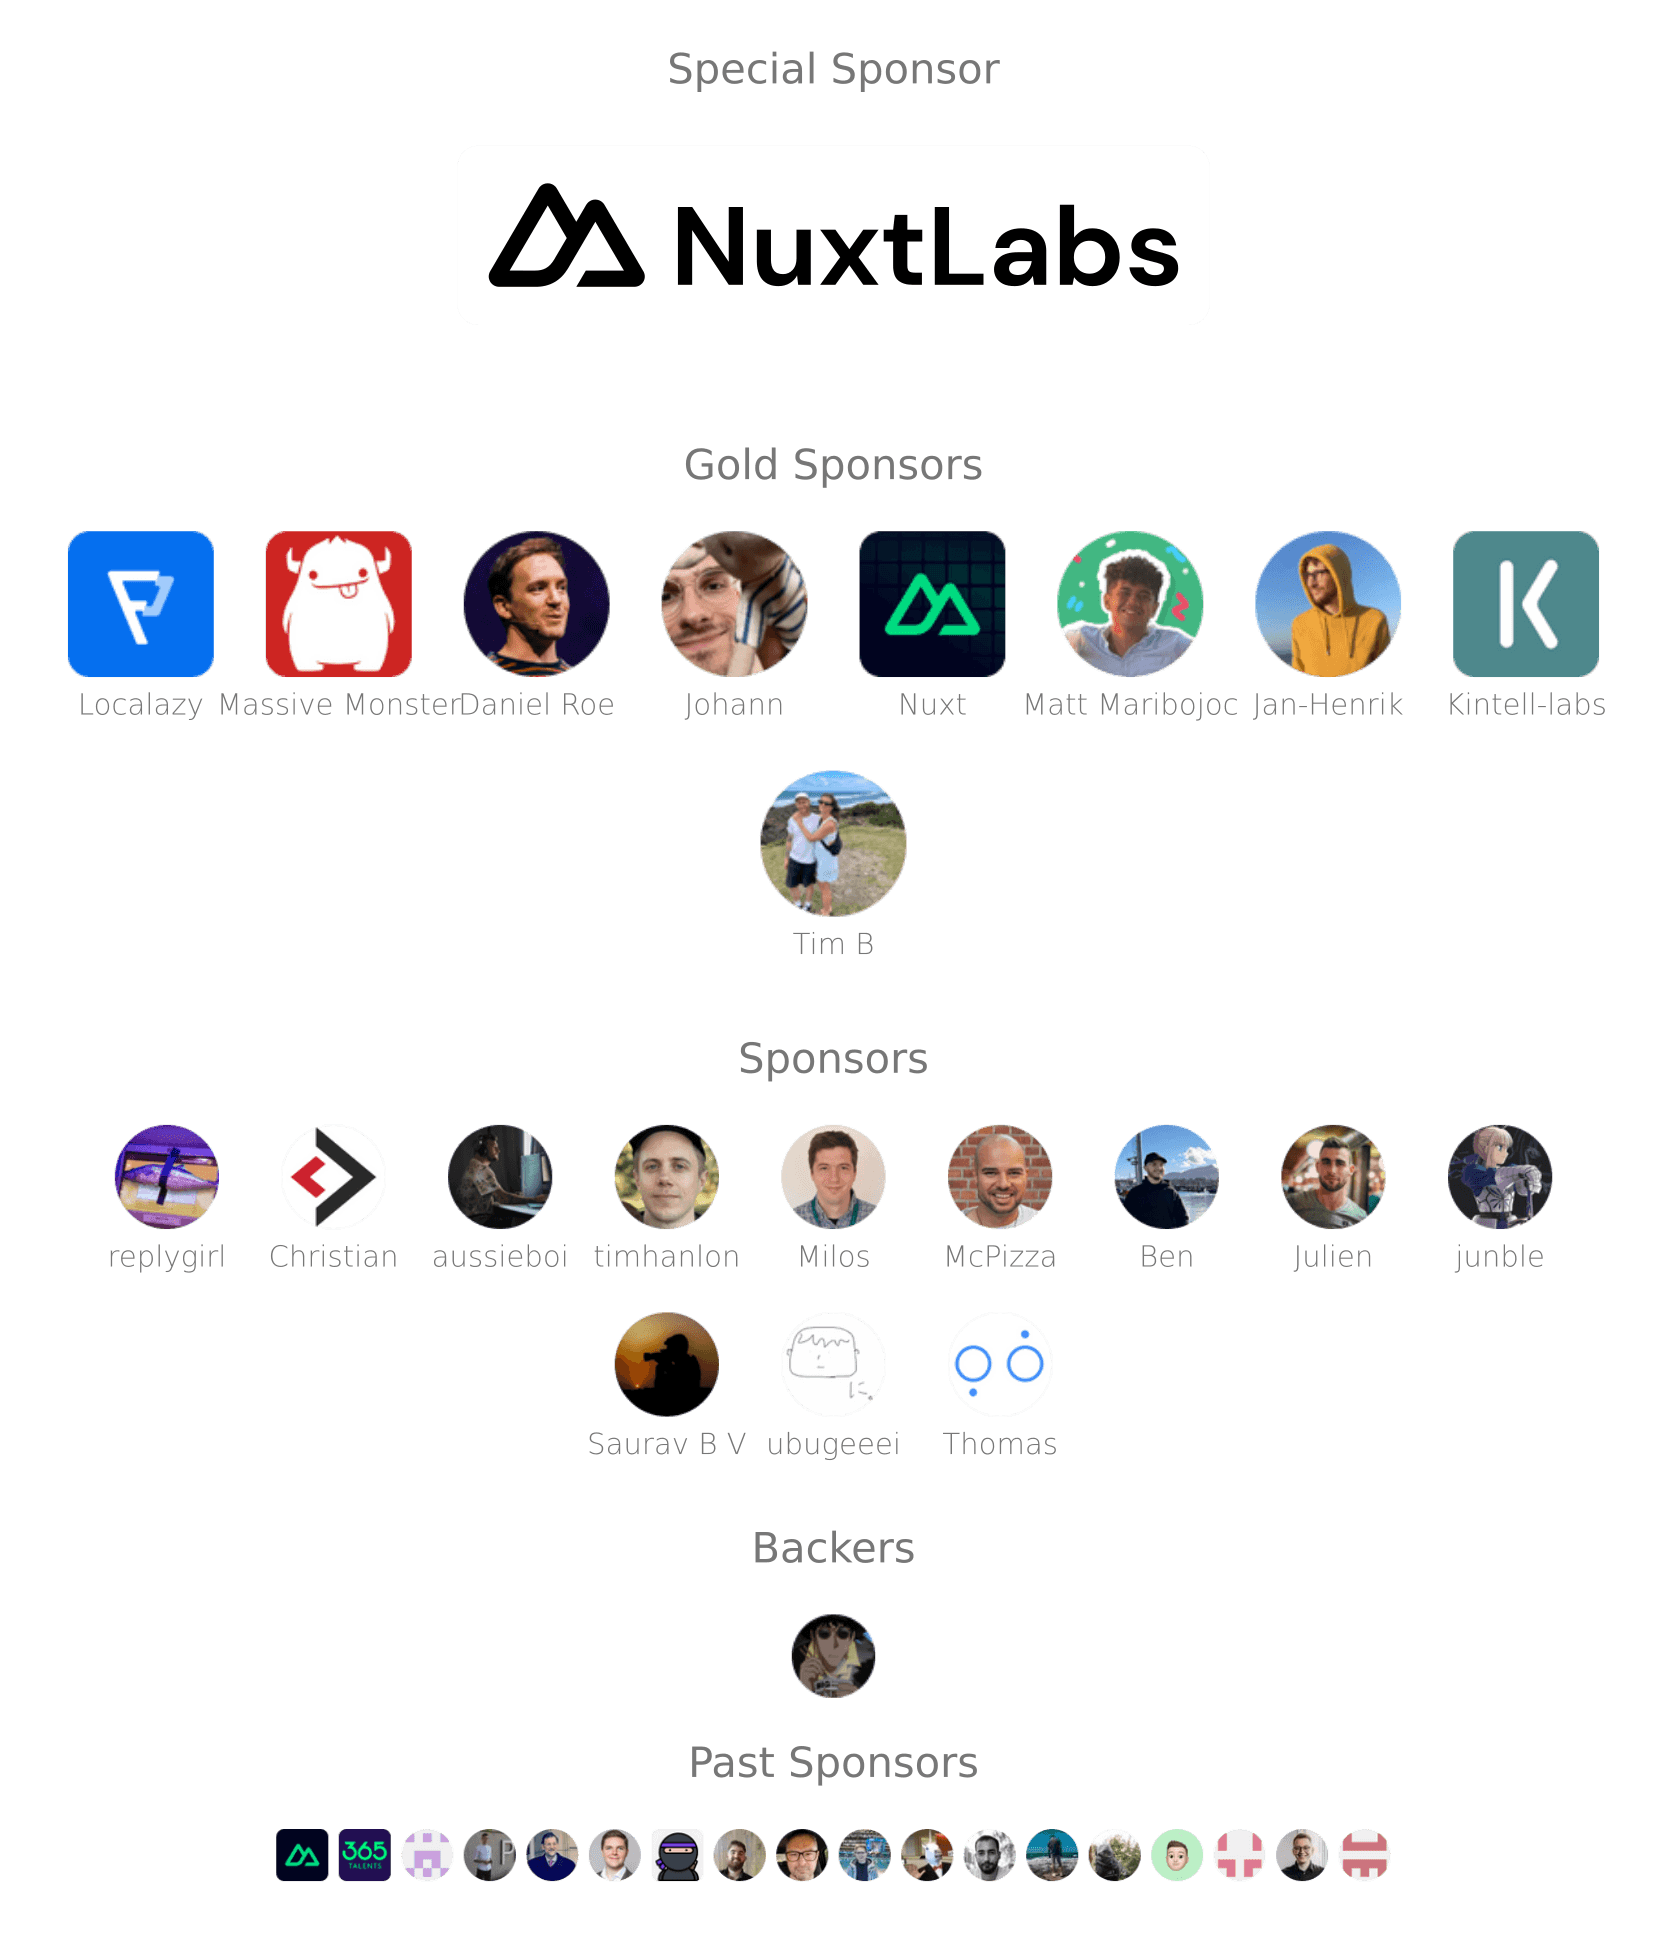 Special Sponsor
NuxtLabs
Gold Sponsors
Localazy Massive Monster Daniel Roe Johann Nuxt Matt Maribojoc Jan-Henrik Kintell-labs
Tim B
Sponsors
replygirl Christian aussieboi timhanlon Milos McPizza Ben Julien junble
Saurav B V ubugeeei Thomas
Backers
Past Sponsors
365
TALENTS